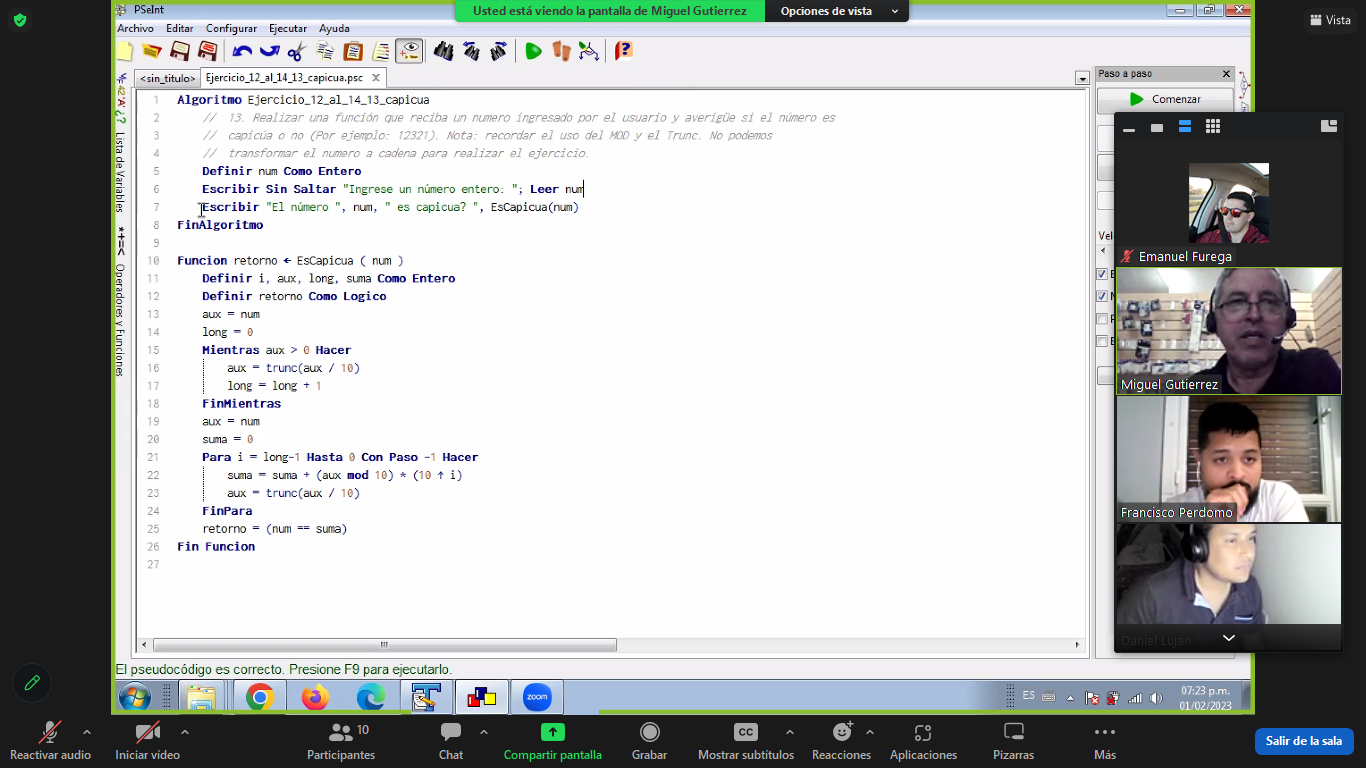 PSeInt
Usted está viendo la pantalla de Miguel Gutierrez
Opciones de vista
Vista
Archivo Editar Configurar Ejecutar Ayuda
<sin_titulo> Ejercicio_12_al_14_13_capicua.psc
Paso a paso
Comenzar
Lista de Variables
Operadores y Funciones
1 Algoritmo Ejercicio_12_al_14_13_capicua
2 // 13. Realizar una función que reciba un numero ingresado por el usuario y averigüe si el número es
3 // capicúa o no (Por ejemplo: 12321). Nota: recordar el uso del MOD y el Trunc. No podemos
4 // transformar el numero a cadena para realizar el ejercicio.
5 Definir num Como Entero
6 Escribir Sin Saltar "Ingrese un número entero: "; Leer num
7 Escribir "El número ", num, " es capicua? ", EsCapicua(num)
8 FinAlgoritmo
9
10 Funcion retorno ← EsCapicua ( num )
11 Definir i, aux, long, suma Como Entero
12 Definir retorno Como Logico
13 aux = num
14 long = 0
15 Mientras aux > 0 Hacer
16 aux = trunc(aux / 10)
17 long = long + 1
18 FinMientras
19 aux = num
20 suma = 0
21 Para i = long-1 Hasta 0 Con Paso -1 Hacer
22 suma = suma + (aux mod 10) * (10 ↑ i)
23 aux = trunc(aux / 10)
24 FinPara
25 retorno = (num == suma)
26 Fin Funcion
27
Vel
Emanuel Furega
Miguel Gutierrez
Francisco Perdomo
Daniel Lujan
El pseudocódigo es correcto. Presione F9 para ejecutarlo.
zoom
ES
07:23 p.m.
01/02/2023
Reactivar audio
Iniciar vídeo
10
Participantes
Chat
Compartir pantalla
Grabar
CC
Mostrar subtítulos
Reacciones
Aplicaciones
Pizarras
Más
Salir de la sala